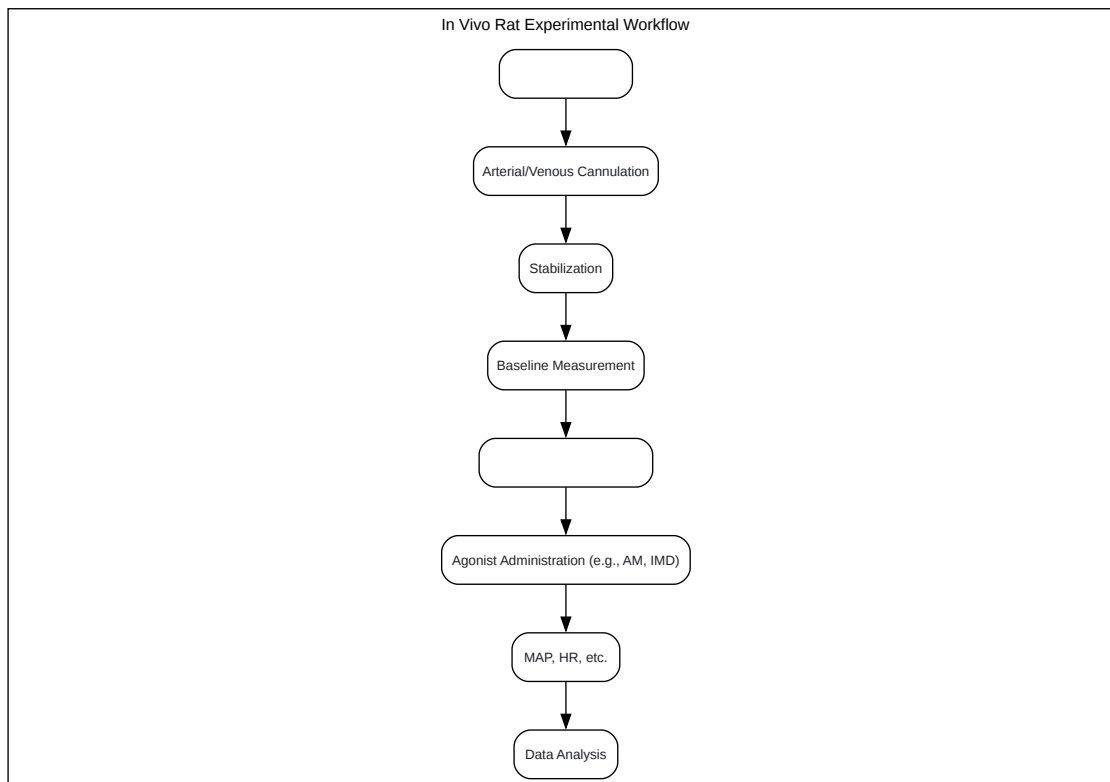 In Vivo Rat Experimental Workflow
Arterial/Venous Cannulation
Stabilization
Baseline Measurement
Agonist Administration (e.g., AM, IMD)
MAP, HR, etc.
Data Analysis